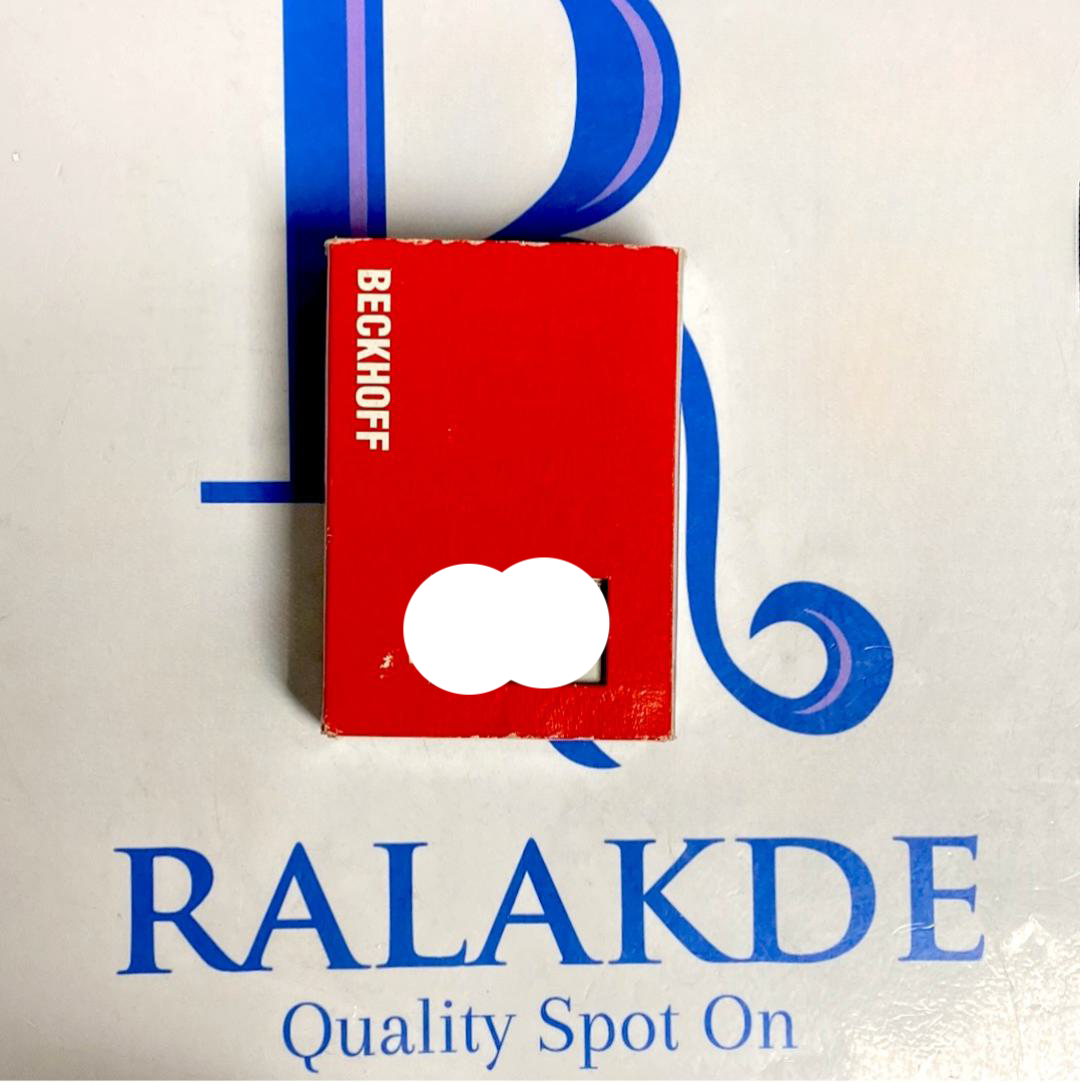 BECKHOFF
RALAKDE
Quality Spot On